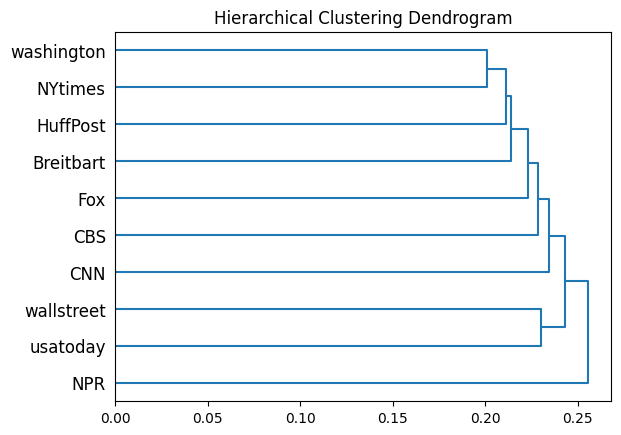 Hierarchical Clustering Dendrogram
washington
NYtimes
HuffPost
Breitbart
Fox
CBS
CNN
wallstreet
usatoday
NPR
0.00 0.05 0.10 0.15 0.20 0.25